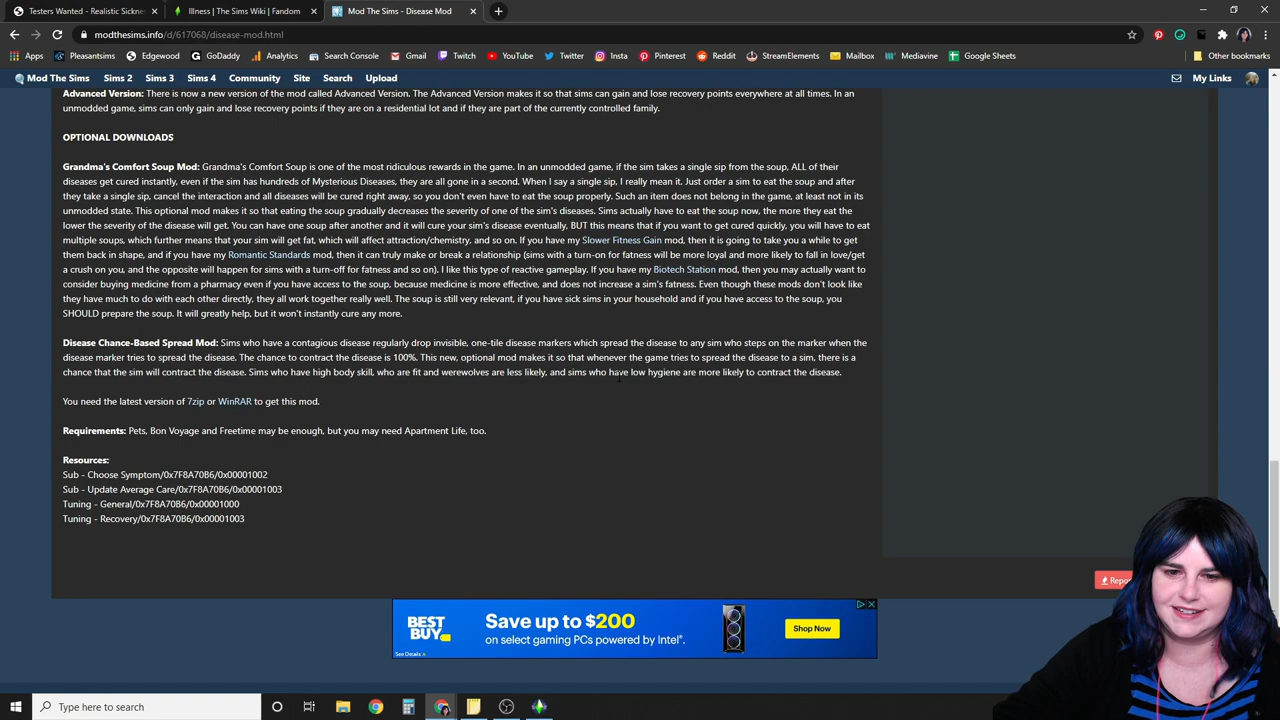 Testers Wanted - Realistic Sickne
Illness | The Sims Wiki | Fandom
Mod The Sims - Disease Mod
modthesims.info/d/617068/disease-mod.html
Apps Pleasantsims Edgewood GoDaddy Analytics Search Console Gmail Twitch YouTube Twitter Insta Pinterest Reddit StreamElements Mailbox Mediavine Google Sheets Other bookmarks
Mod The Sims Sims 2 Sims 3 Sims 4 Community Site Search Upload My Links
Advanced Version: There is now a new version of the mod called Advanced Version. The Advanced Version makes it so that sims can gain and lose recovery points everywhere at all times. In an
unmodded game, sims can only gain and lose recovery points if they are on a residential lot and if they are part of the currently controlled family.
OPTIONAL DOWNLOADS
Grandma's Comfort Soup Mod: Grandma's Comfort Soup is one of the most ridiculous rewards in the game. In an unmodded game, if the sim takes a single sip from the soup, ALL of their
diseases get cured instantly, even if the sim has hundreds of Mysterious Diseases, they are all gone in a second. When I say a single sip, I really mean it. Just order a sim to eat the soup and after
they take a single sip, cancel the interaction and all diseases will be cured right away, so you don't even have to eat the soup properly. Such an item does not belong in the game, at least not in its
unmodded state. This optional mod makes it so that eating the soup gradually decreases the severity of one of the sim's diseases. Sims actually have to eat the soup now, the more they eat the
lower the severity of the disease will get. You can have one soup after another and it will cure your sim's disease eventually, BUT this means that if you want to get cured quickly, you will have to eat
multiple soups, which further means that your sim will get fat, which will affect attraction/chemistry, and so on. If you have my Slower Fitness Gain mod, then it is going to take you a while to get
them back in shape, and if you have my Romantic Standards mod, then it can truly make or break a relationship (sims with a turn-on for fatness will be more loyal and more likely to fall in love/get
a crush on you, and the opposite will happen for sims with a turn-off for fatness and so on). I like this type of reactive gameplay. If you have my Biotech Station mod, then you may actually want to
consider buying medicine from a pharmacy even if you have access to the soup, because medicine is more effective, and does not increase a sim's fatness. Even though these mods don't look like
they have much to do with each other directly, they all work together really well. The soup is still very relevant, if you have sick sims in your household and if you have access to the soup, you
SHOULD prepare the soup. It will greatly help, but it won't instantly cure any more.
Disease Chance-Based Spread Mod: Sims who have a contagious disease regularly drop invisible, one-tile disease markers which spread the disease to any sim who steps on the marker when the
disease marker tries to spread the disease. The chance to contract the disease is 100%. This new, optional mod makes it so that whenever the game tries to spread the disease to a sim, there is a
chance that the sim will contract the disease. Sims who have high body skill, who are fit and werewolves are less likely, and sims who have low hygiene are more likely to contract the disease.
You need the latest version of 7zip or WinRAR to get this mod.
Requirements: Pets, Bon Voyage and Freetime may be enough, but you may need Apartment Life, too.
Resources:
Sub - Choose Symptom/0x7F8A70B6/0x00001002
Sub - Update Average Care/0x7F8A70B6/0x00001003
Tuning - General/0x7F8A70B6/0x00001000
Tuning - Recovery/0x7F8A70B6/0x00001003
Repo
BEST
BUY
Save up to $200
on select gaming PCs powered by Intel®.
Shop Now
See Details
Type here to search